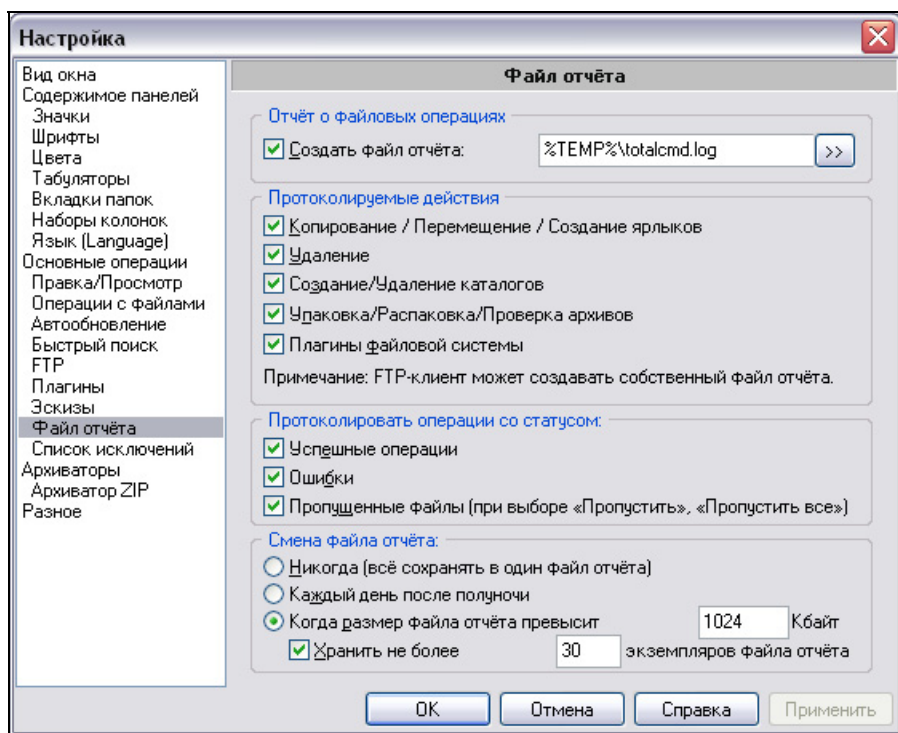 Настройка
Вид окна
Содержимое панелей
Значки
Шрифты
Цвета
Табуляторы
Вкладки папок
Наборы колонок
Язык (Language)
Основные операции
Правка/Просмотр
Операции с файлами
Автообновление
Быстрый поиск
FTP
Плагины
Эскизы
Файл отчёта
Список исключений
Архиваторы
Архиватор ZIP
Разное
Файл отчёта
Отчёт о файловых операциях
Создать файл отчёта: %TEMP%\totalcmd.log >>
Протоколируемые действия
Копирование / Перемещение / Создание ярлыков
Удаление
Создание/Удаление каталогов
Упаковка/Распаковка/Проверка архивов
Плагины файловой системы
Примечание: FTP-клиент может создавать собственный файл отчёта.
Протоколировать операции со статусом:
Успешные операции
Ошибки
Пропущенные файлы (при выборе «Пропустить», «Пропустить все»)
Смена файла отчёта:
Никогда (всё сохранять в один файл отчёта)
Каждый день после полуночи
Когда размер файла отчёта превысит 1024 Кбайт
Хранить не более 30 экземпляров файла отчёта
OK Отмена Справка Применить